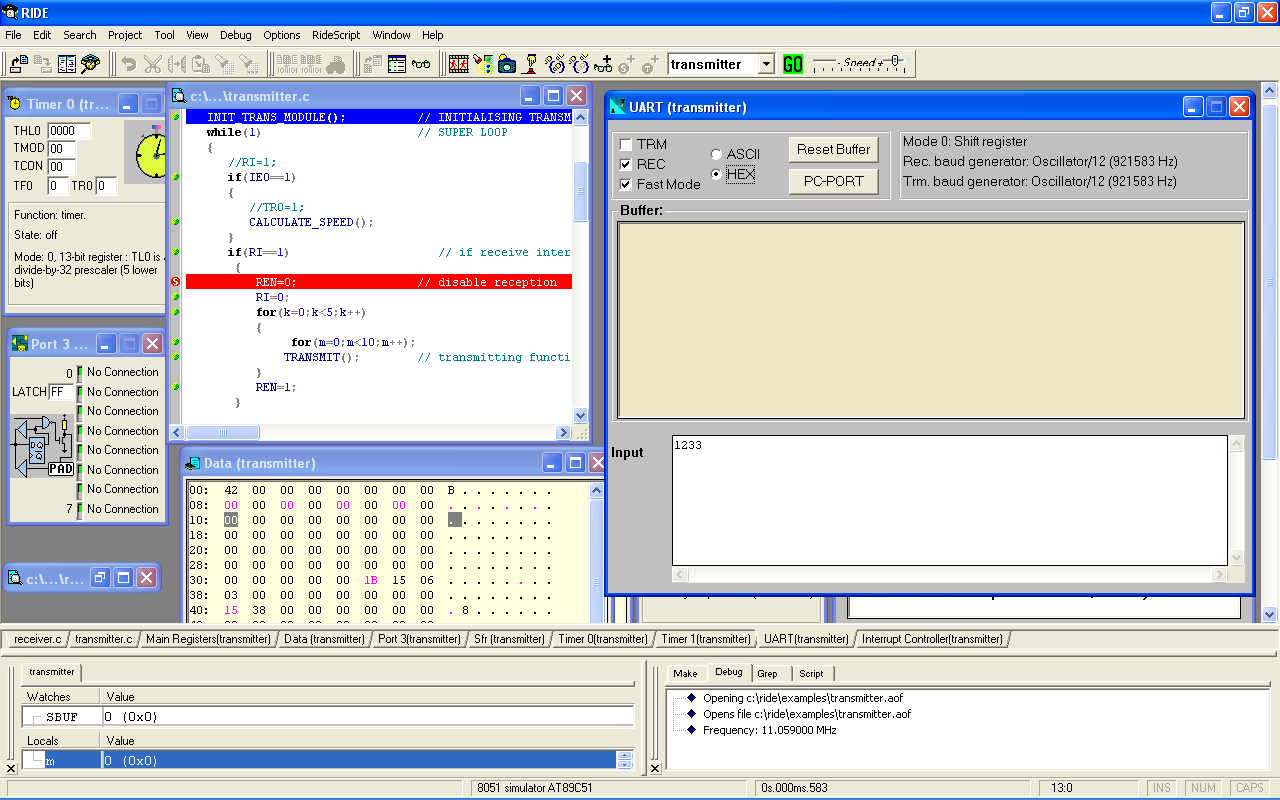 RIDE
File Edit Search Project Tool View Debug Options RideScript Window Help
transmitter GO Speed +
Timer 0 (tr...
THL0 0000
TMOD 00
TCON 00
TF0 0 TR0 0
Function: timer.
State: off
Mode: 0, 13-bit register : TL0 is
divide-by-32 prescaler (5 lower
bits)
Port 3 ...
0 No Connection
LATCH FF No Connection
No Connection
No Connection
No Connection
PAD No Connection
No Connection
7 No Connection
c:\...\r...
c:\...\transmitter.c
INIT_TRANS_MODULE(); // INITIALISING TRANSM
while(1) // SUPER LOOP
{
//RI=1;
if(IE0==1)
{
//TR0=1;
CALCULATE_SPEED();
}
if(RI==1) // if receive inter
{
REN=0; // disable reception
RI=0;
for(k=0;k<5;k++)
{
for(m=0;m<10;m++);
TRANSMIT(); // transmitting functi
}
REN=1;
}
Data (transmitter)
00: 42 00 00 00 00 00 00 00 B.......
08: 00 00 00 00 00 00 00 00 ........
10: 00 00 00 00 00 00 00 00 ........
18: 00 00 00 00 00 00 00 00 ........
20: 00 00 00 00 00 00 00 00 ........
28: 00 00 00 00 00 00 00 00 ........
30: 00 00 00 00 00 1B 15 06 ........
38: 03 00 00 00 00 00 00 00 ........
40: 15 38 00 00 00 00 00 00 .8......
UART (transmitter)
TRM
REC
Fast Mode
ASCII
HEX
Reset Buffer
PC-PORT
Mode 0: Shift register
Rec. baud generator: Oscillator/12 (921583 Hz)
Trm. baud generator: Oscillator/12 (921583 Hz)
Buffer:
Input
1233
receiver.c transmitter.c Main Registers(transmitter) Data (transmitter) Port 3(transmitter) Sfr (transmitter) Timer 0(transmitter) Timer 1(transmitter) UART(transmitter) Interrupt Controller(transmitter)
transmitter
Watches Value
SBUF 0 (0x0)
Locals Value
m 0 (0x0)
Make Debug Grep Script
Opening c:\ride\examples\transmitter.aof
Opens file c:\ride\examples\transmitter.aof
Frequency: 11.059000 MHz
8051 simulator AT89C51 0s.000ms.583 13:0 INS NUM CAPS